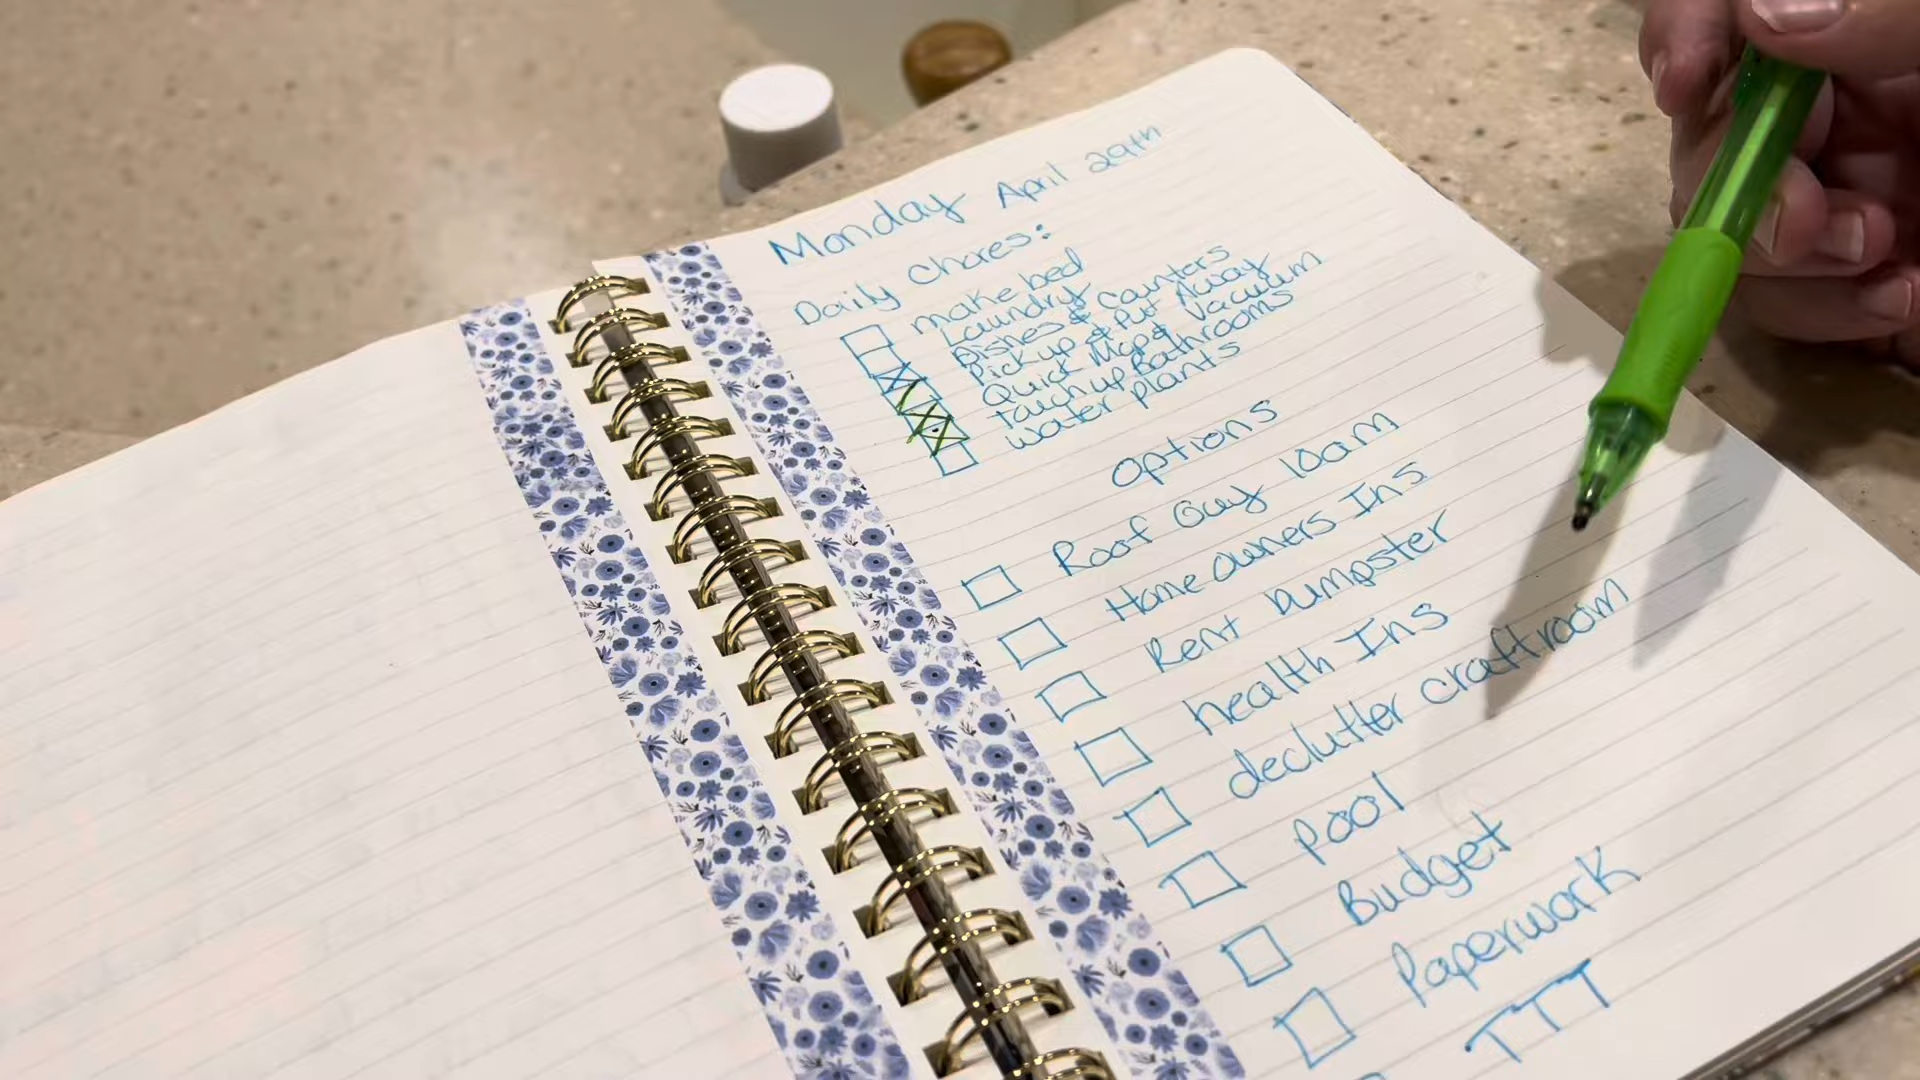 Monday April 29th
Daily Chores:
make bed
Laundry
Dishes & Counters
Pick up & Put Away
Quick Mop & Vacuum
touch up Bathrooms
water plants
Options
Roof Guy 10am
Home Owners Ins
Rent Dumpster
health Ins
declutter craftroom
Pool
Budget
Paperwork
TTT